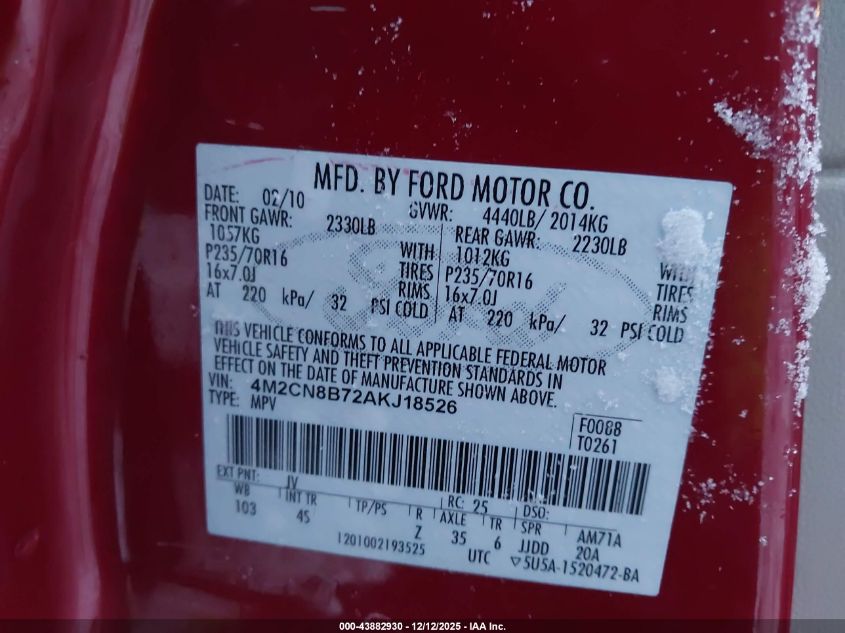 MFD. BY FORD MOTOR CO.
DATE: 02/10 GVWR: 4440LB/ 2014KG
FRONT GAWR: 2330LB REAR GAWR: 2230LB
1057KG WITH 1012KG WITH
P235/70R16 TIRES P235/70R16 TIRES
16x7.0J RIMS 16x7.0J RIMS
AT 220 kPa/ 32 PSI COLD AT 220 kPa/ 32 PSI COLD
THIS VEHICLE CONFORMS TO ALL APPLICABLE FEDERAL MOTOR
VEHICLE SAFETY AND THEFT PREVENTION STANDARDS IN
EFFECT ON THE DATE OF MANUFACTURE SHOWN ABOVE.
VIN: 4M2CN8B72AKJ18526
TYPE: MPV
F0088
T0261
EXT PNT: JV RC: 25 DSO:
WB INT TR TP/PS R AXLE TR SPR AM71A
103 4S Z 35 6 JJDD 20A
1201002193525 UTC ▽5U5A-1520472-BA
Ford
000-43882930 - 12/12/2025 - IAA Inc.